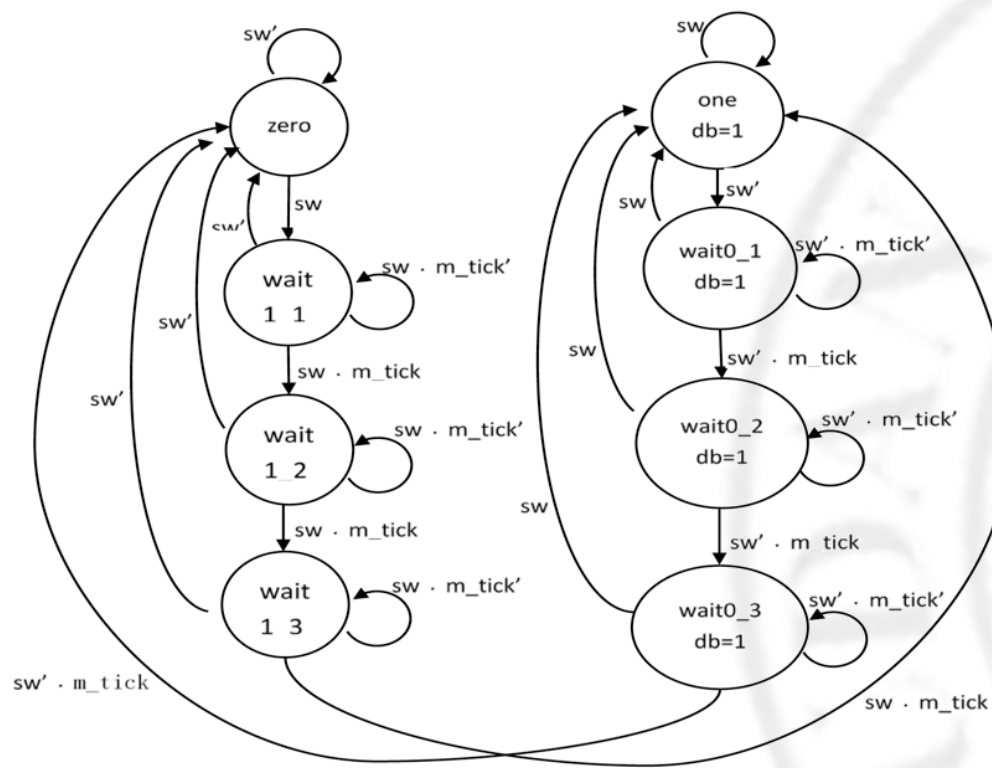 sw’
zero
sw
sw’
wait
1 1
sw · m_tick’
sw’
sw · m_tick
wait
1_2
sw · m_tick’
sw’
sw · m_tick
wait
1 3
sw · m_tick’
sw’ · m_tick
sw
one
db=1
sw’
sw
wait0_1
db=1
sw’ · m_tick’
sw
sw’ · m_tick
wait0_2
db=1
sw’ · m_tick’
sw
sw’ · m tick
wait0_3
db=1
sw’ · m_tick’
sw · m_tick